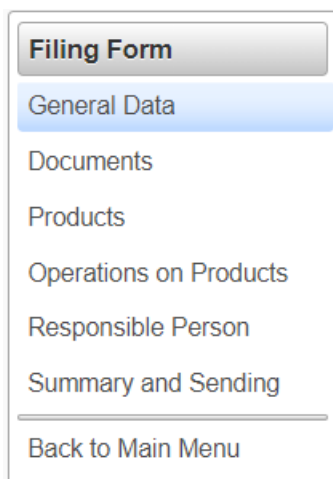 Filing Form
General Data
Documents
Products
Operations on Products
Responsible Person
Summary and Sending
Back to Main Menu